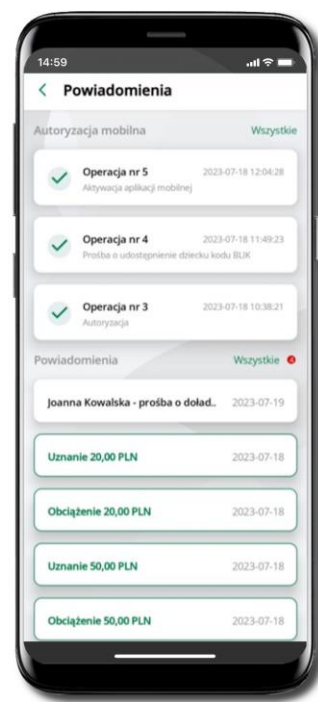 14:59
Powiadomienia
Autoryzacja mobilna Wszystkie
Operacja nr 5 2023-07-18 12:04:28
Aktywacja aplikacji mobilnej
Operacja nr 4 2023-07-18 11:49:23
Prośba o udostępnienie dziecku kodu BLIK
Operacja nr 3 2023-07-18 10:38:21
Autoryzacja
Powiadomienia Wszystkie 4
Joanna Kowalska - prośba o doład.. 2023-07-19
Uznanie 20,00 PLN 2023-07-18
Obciążenie 20,00 PLN 2023-07-18
Uznanie 50,00 PLN 2023-07-18
Obciążenie 50,00 PLN 2023-07-18